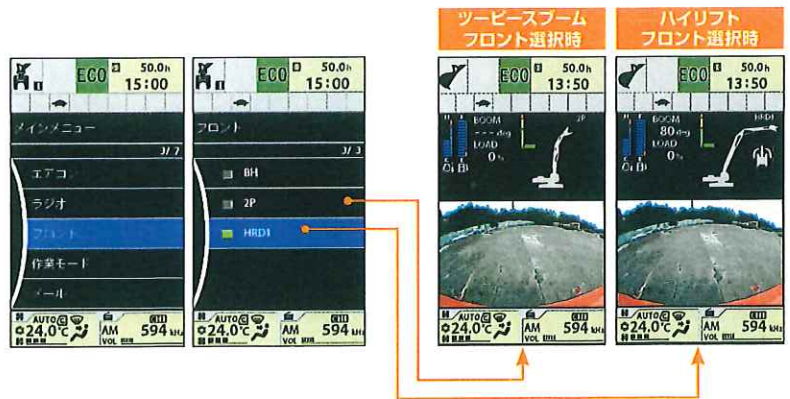 ツーピースブーム
フロント選択時
ハイリフト
フロント選択時
ECO
50.0h
15:00
メインメニュー
3/ 7
エアコン
ラジオ
フロント
作業モード
メール
AUTO
24.0℃
AM
594 kHz
VOL
ECO
50.0h
15:00
フロント
3/ 3
BH
2P
HRD1
AUTO
24.0℃
AM
594 kHz
VOL
ECO
50.0h
13:50
BOOM
2P
---deg
LOAD
0%
AUTO
24.0℃
AM
594 kHz
VOL
ECO
50.0h
13:50
BOOM
HRD1
80deg
LOAD
0%
AUTO
24.0℃
AM
594 kHz
VOL